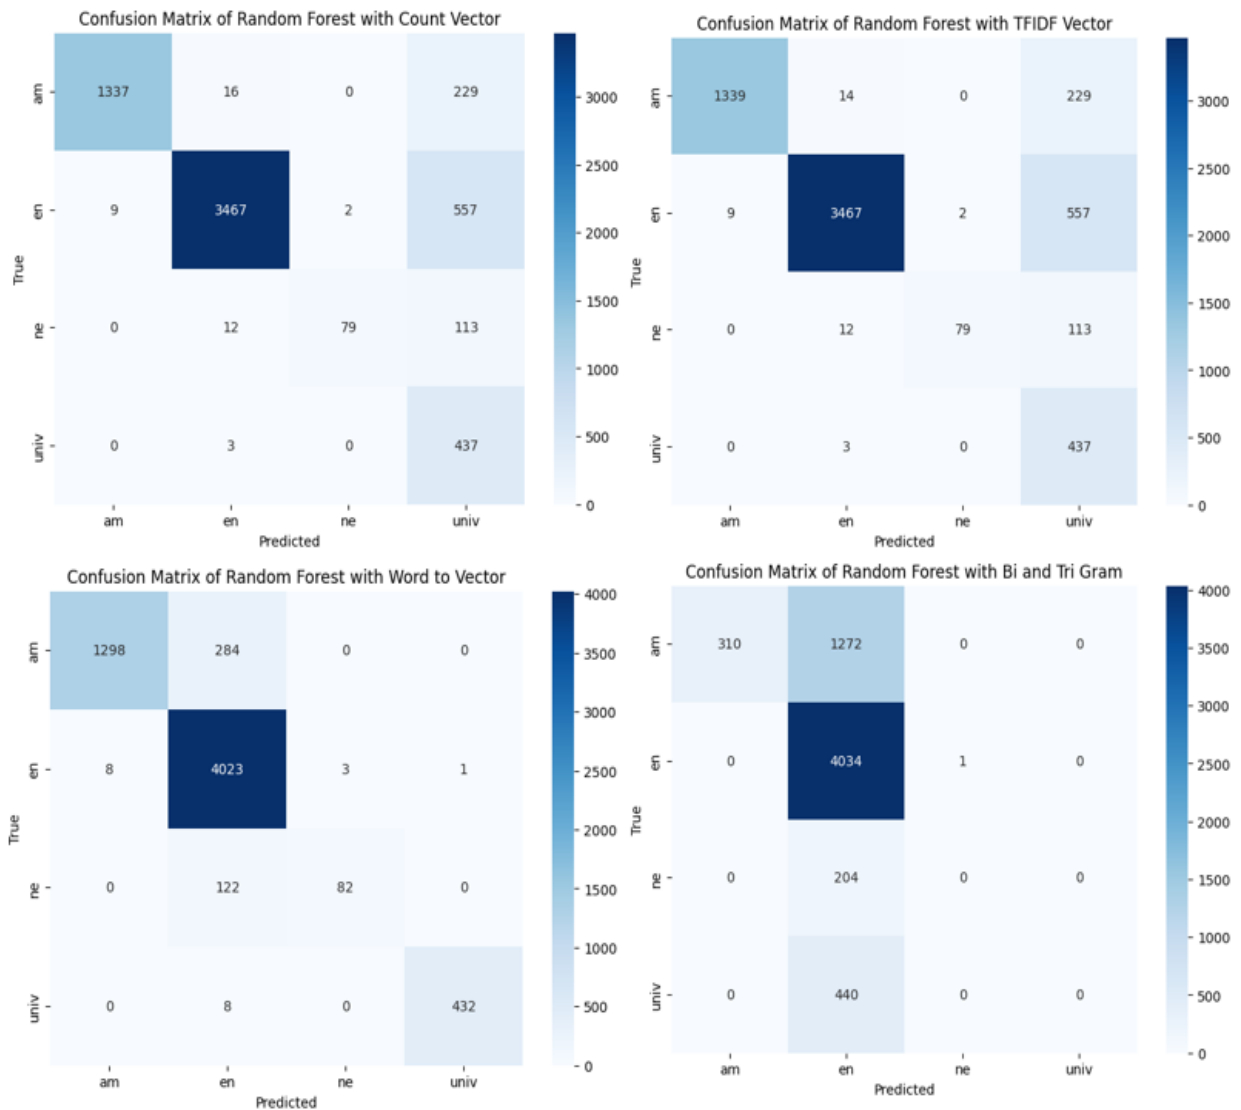 Confusion Matrix of Random Forest with Count Vector
am 1337 16 0 229
en 9 3467 2 557
ne 0 12 79 113
univ 0 3 0 437
am en ne univ
Predicted
True
3000
2500
2000
1500
1000
500
0
Confusion Matrix of Random Forest with TFIDF Vector
am 1339 14 0 229
en 9 3467 2 557
ne 0 12 79 113
univ 0 3 0 437
am en ne univ
Predicted
True
3000
2500
2000
1500
1000
500
0
Confusion Matrix of Random Forest with Word to Vector
am 1298 284 0 0
en 8 4023 3 1
ne 0 122 82 0
univ 0 8 0 432
am en ne univ
Predicted
True
4000
3500
3000
2500
2000
1500
1000
500
0
Confusion Matrix of Random Forest with Bi and Tri Gram
am 310 1272 0 0
en 0 4034 1 0
ne 0 204 0 0
univ 0 440 0 0
am en ne univ
Predicted
True
4000
3500
3000
2500
2000
1500
1000
500
0